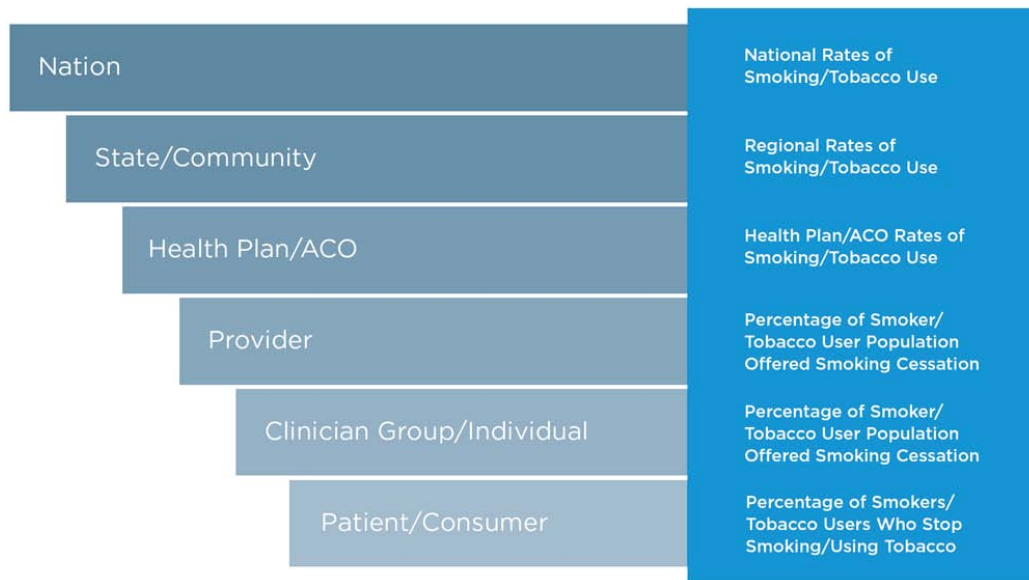 Nation
National Rates of
Smoking/Tobacco Use
State/Community
Regional Rates of
Smoking/Tobacco Use
Health Plan/ACO
Health Plan/ACO Rates of
Smoking/Tobacco Use
Provider
Percentage of Smoker/
Tobacco User Population
Offered Smoking Cessation
Clinician Group/Individual
Percentage of Smoker/
Tobacco User Population
Offered Smoking Cessation
Patient/Consumer
Percentage of Smokers/
Tobacco Users Who Stop
Smoking/Using Tobacco